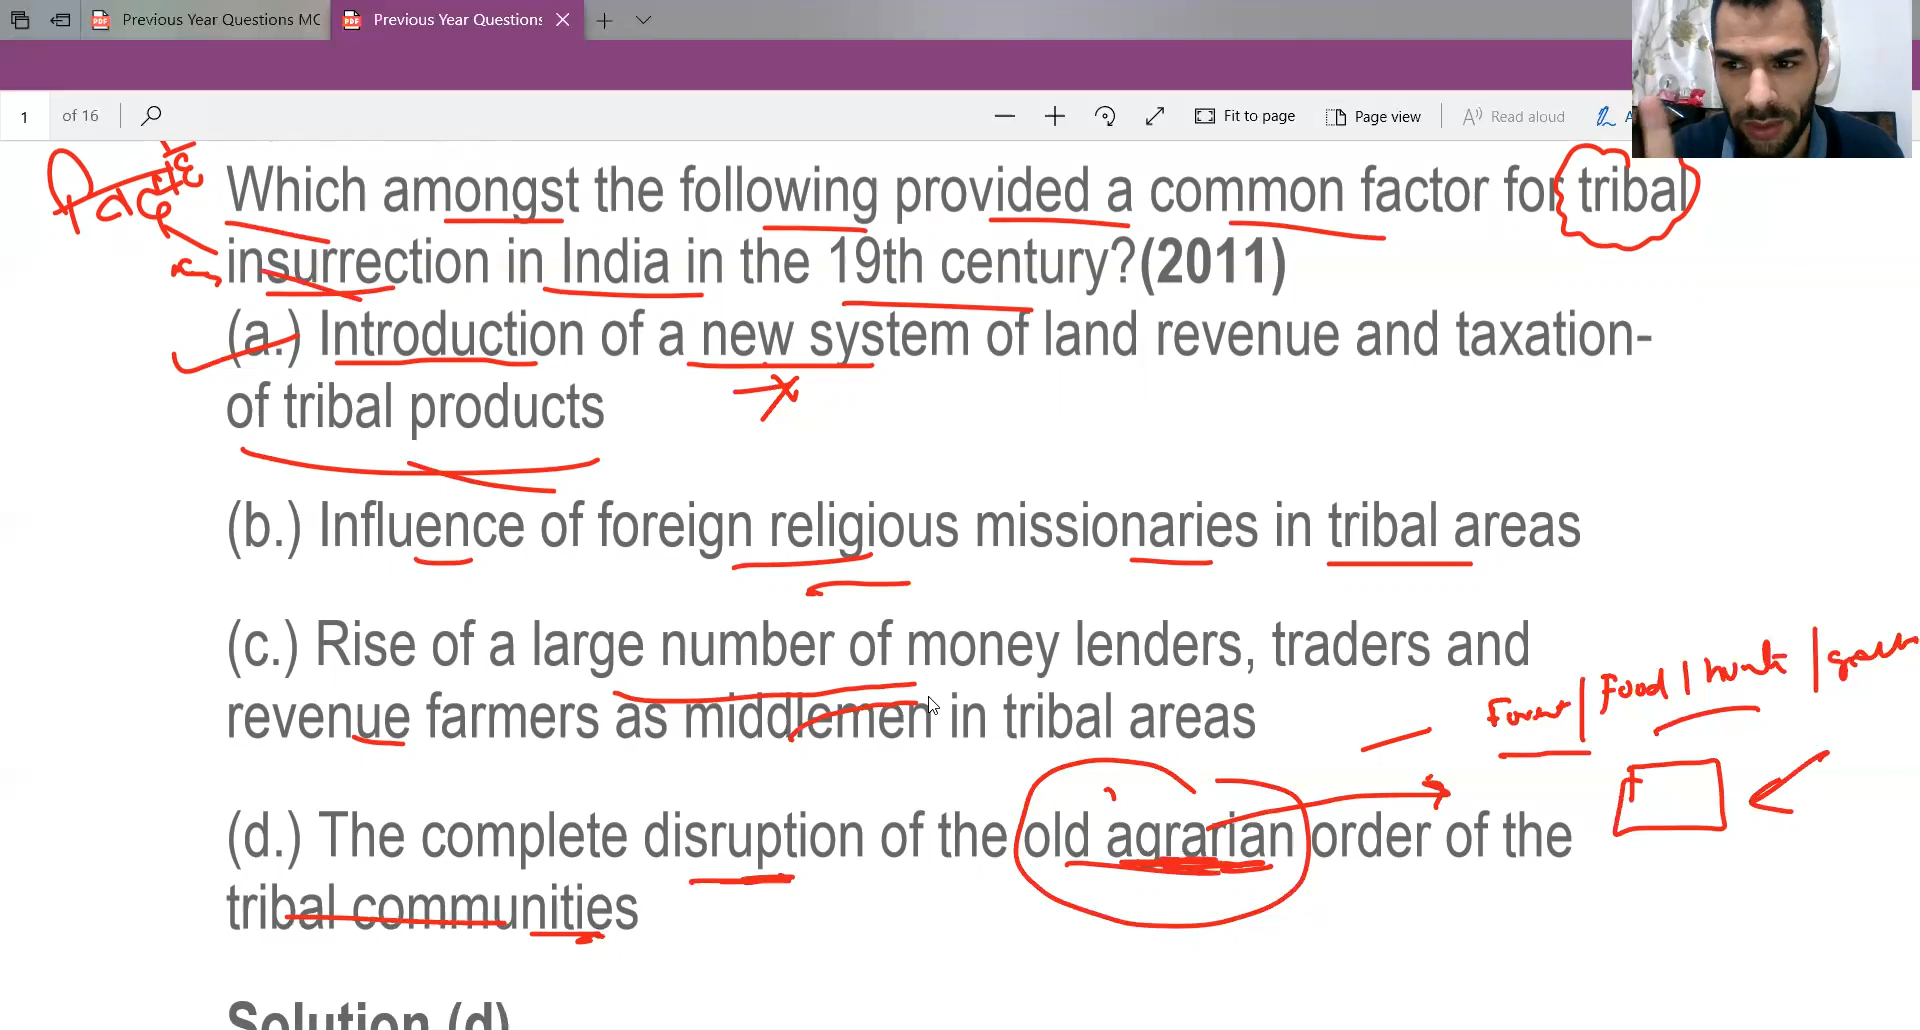 Previous Year Questions MC
Previous Year Questions
1 of 16
Fit to page
Page view
Read aloud
Which amongst the following provided a common factor for tribal
insurrection in India in the 19th century?(2011)
(a.) Introduction of a new system of land revenue and taxation-
of tribal products
(b.) Influence of foreign religious missionaries in tribal areas
(c.) Rise of a large number of money lenders, traders and
revenue farmers as middlemen in tribal areas
Forest | Food | hunt |
(d.) The complete disruption of the old agrarian order of the
tribal communities
Solution (d)